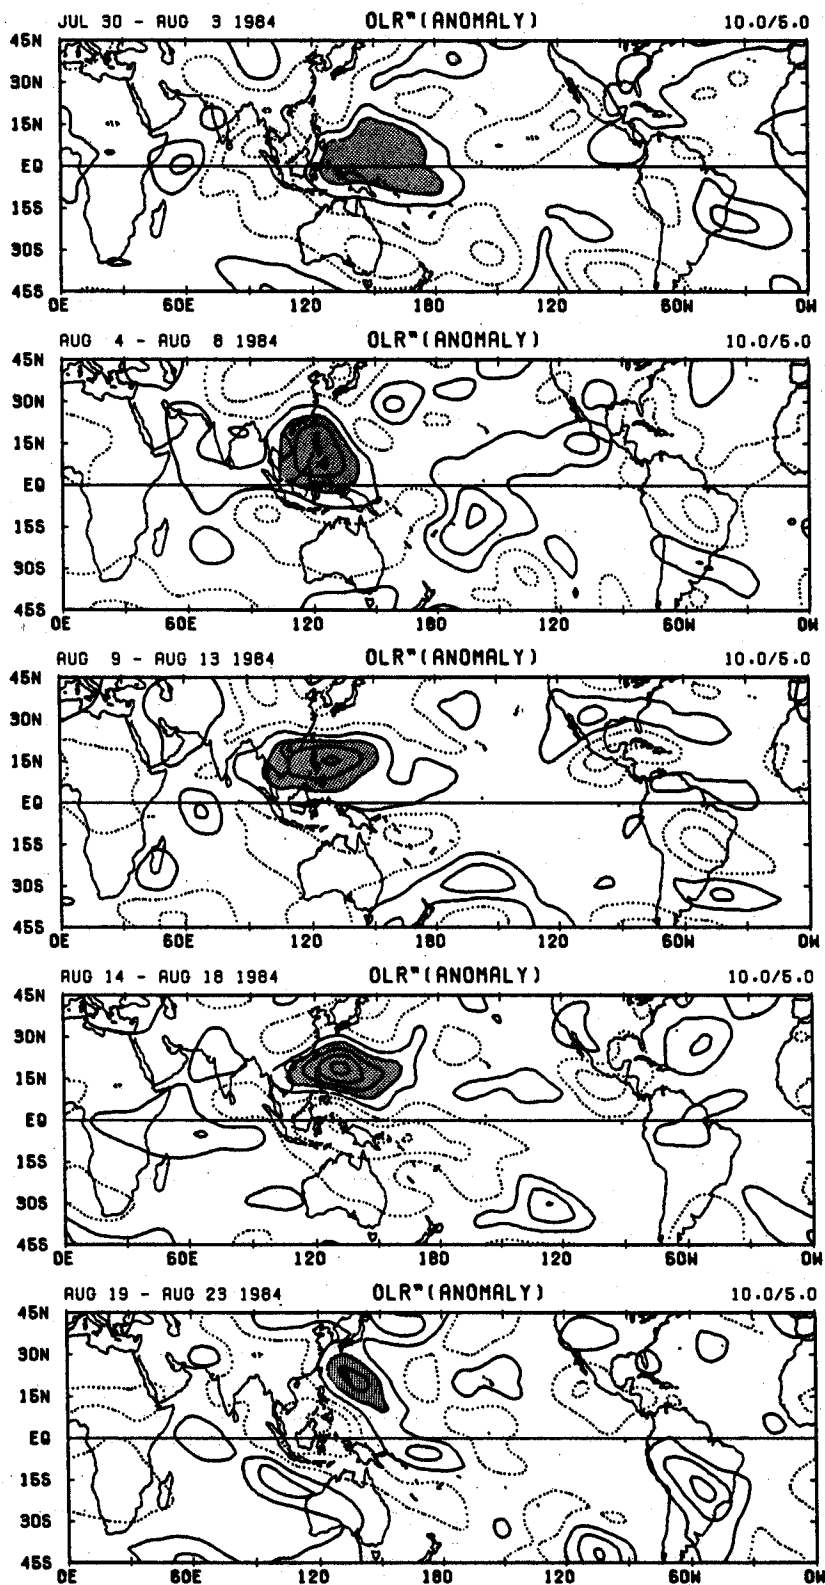 JUL 30 - AUG 3 1984 OLR"(ANOMALY) 10.0/5.0
45N
30N
15N
EQ
15S
30S
45S
0E 60E 120 180 120 60W 0W
AUG 4 - AUG 8 1984 OLR"(ANOMALY) 10.0/5.0
45N
30N
15N
EQ
15S
30S
45S
0E 60E 120 180 120 60W 0W
AUG 9 - AUG 13 1984 OLR"(ANOMALY) 10.0/5.0
45N
30N
15N
EQ
15S
30S
45S
0E 60E 120 180 120 60W 0W
AUG 14 - AUG 18 1984 OLR"(ANOMALY) 10.0/5.0
45N
30N
15N
EQ
15S
30S
45S
0E 60E 120 180 120 60W 0W
AUG 19 - AUG 23 1984 OLR"(ANOMALY) 10.0/5.0
45N
30N
15N
EQ
15S
30S
45S
0E 60E 120 180 120 60W 0W